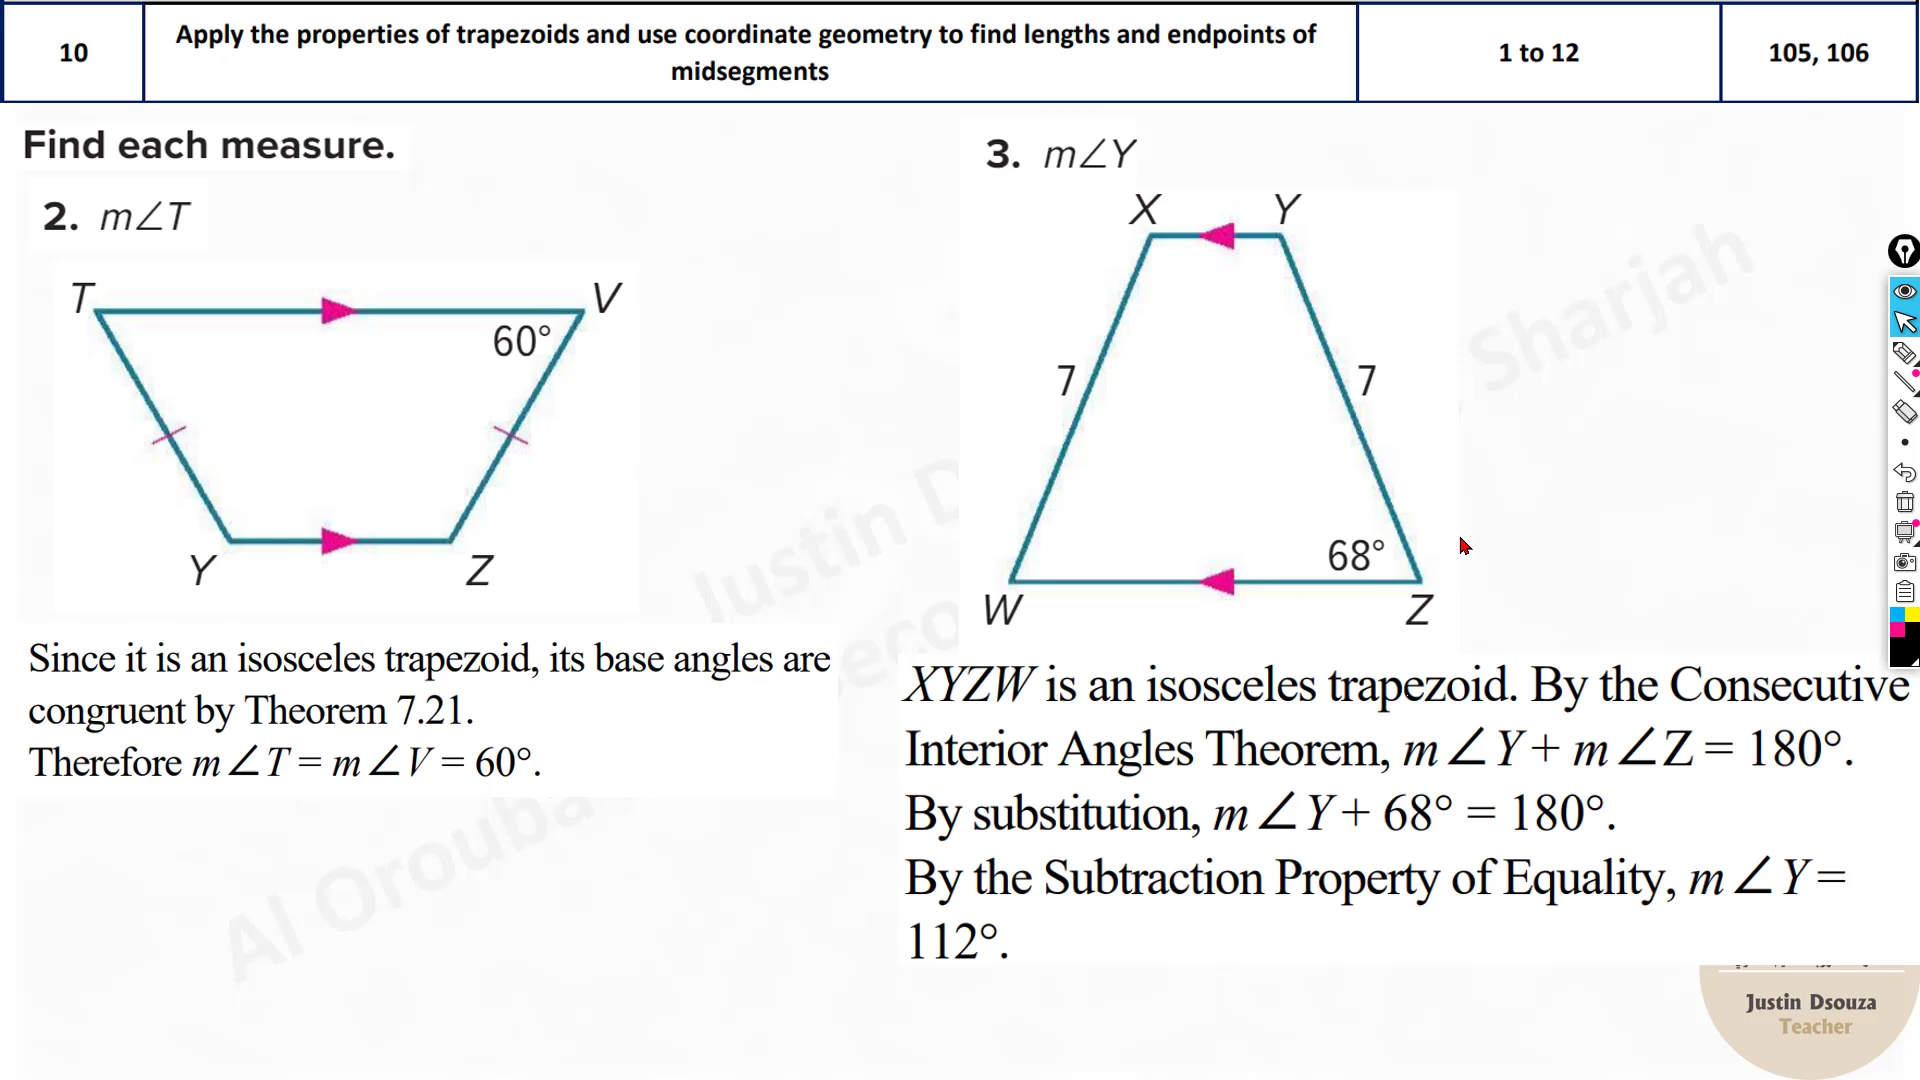 10
Apply the properties of trapezoids and use coordinate geometry to find lengths and endpoints of
midsegments
1 to 12
105, 106
Find each measure.
2. m∠T
T
V
60°
Y
Z
Since it is an isosceles trapezoid, its base angles are
congruent by Theorem 7.21.
Therefore m∠T = m∠V = 60°.
3. m∠Y
X
Y
7
7
68°
W
Z
XYZW is an isosceles trapezoid. By the Consecutive
Interior Angles Theorem, m∠Y + m∠Z = 180°.
By substitution, m∠Y + 68° = 180°.
By the Subtraction Property of Equality, m∠Y =
112°.
Justin D
Sharjah
Al Orouba
Justin Dsouza
Teacher